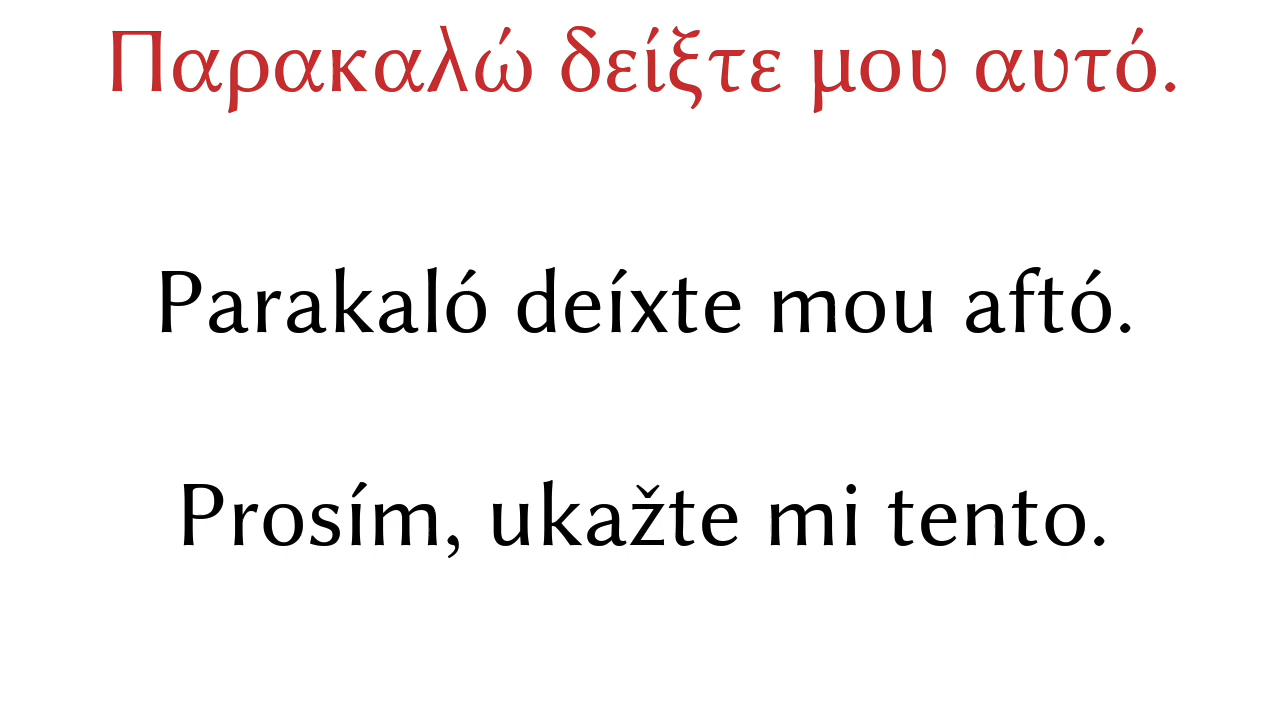 Παρακαλώ δείξτε μου αυτό.
Parakaló deíxte mou aftó.
Prosím, ukažte mi tento.